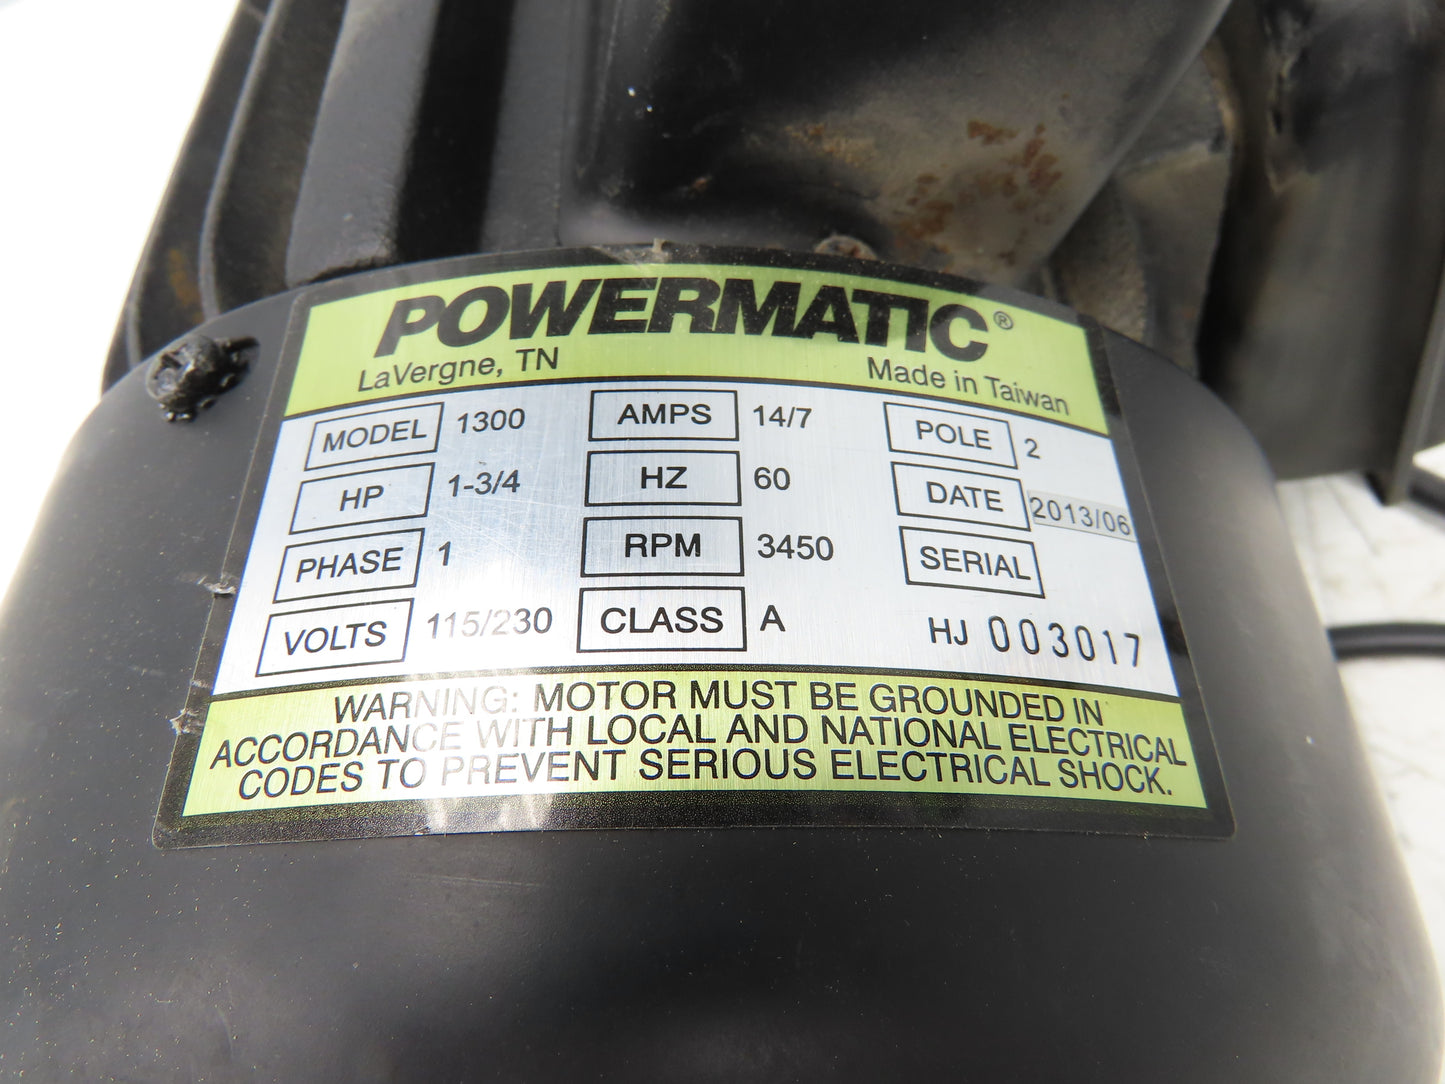 POWERMATIC®
LaVergne, TN Made in Taiwan
MODEL 1300 AMPS 14/7 POLE 2
HP 1-3/4 HZ 60 DATE 2013/06
PHASE 1 RPM 3450 SERIAL
VOLTS 115/230 CLASS A HJ 003017
WARNING: MOTOR MUST BE GROUNDED IN
ACCORDANCE WITH LOCAL AND NATIONAL ELECTRICAL
CODES TO PREVENT SERIOUS ELECTRICAL SHOCK.